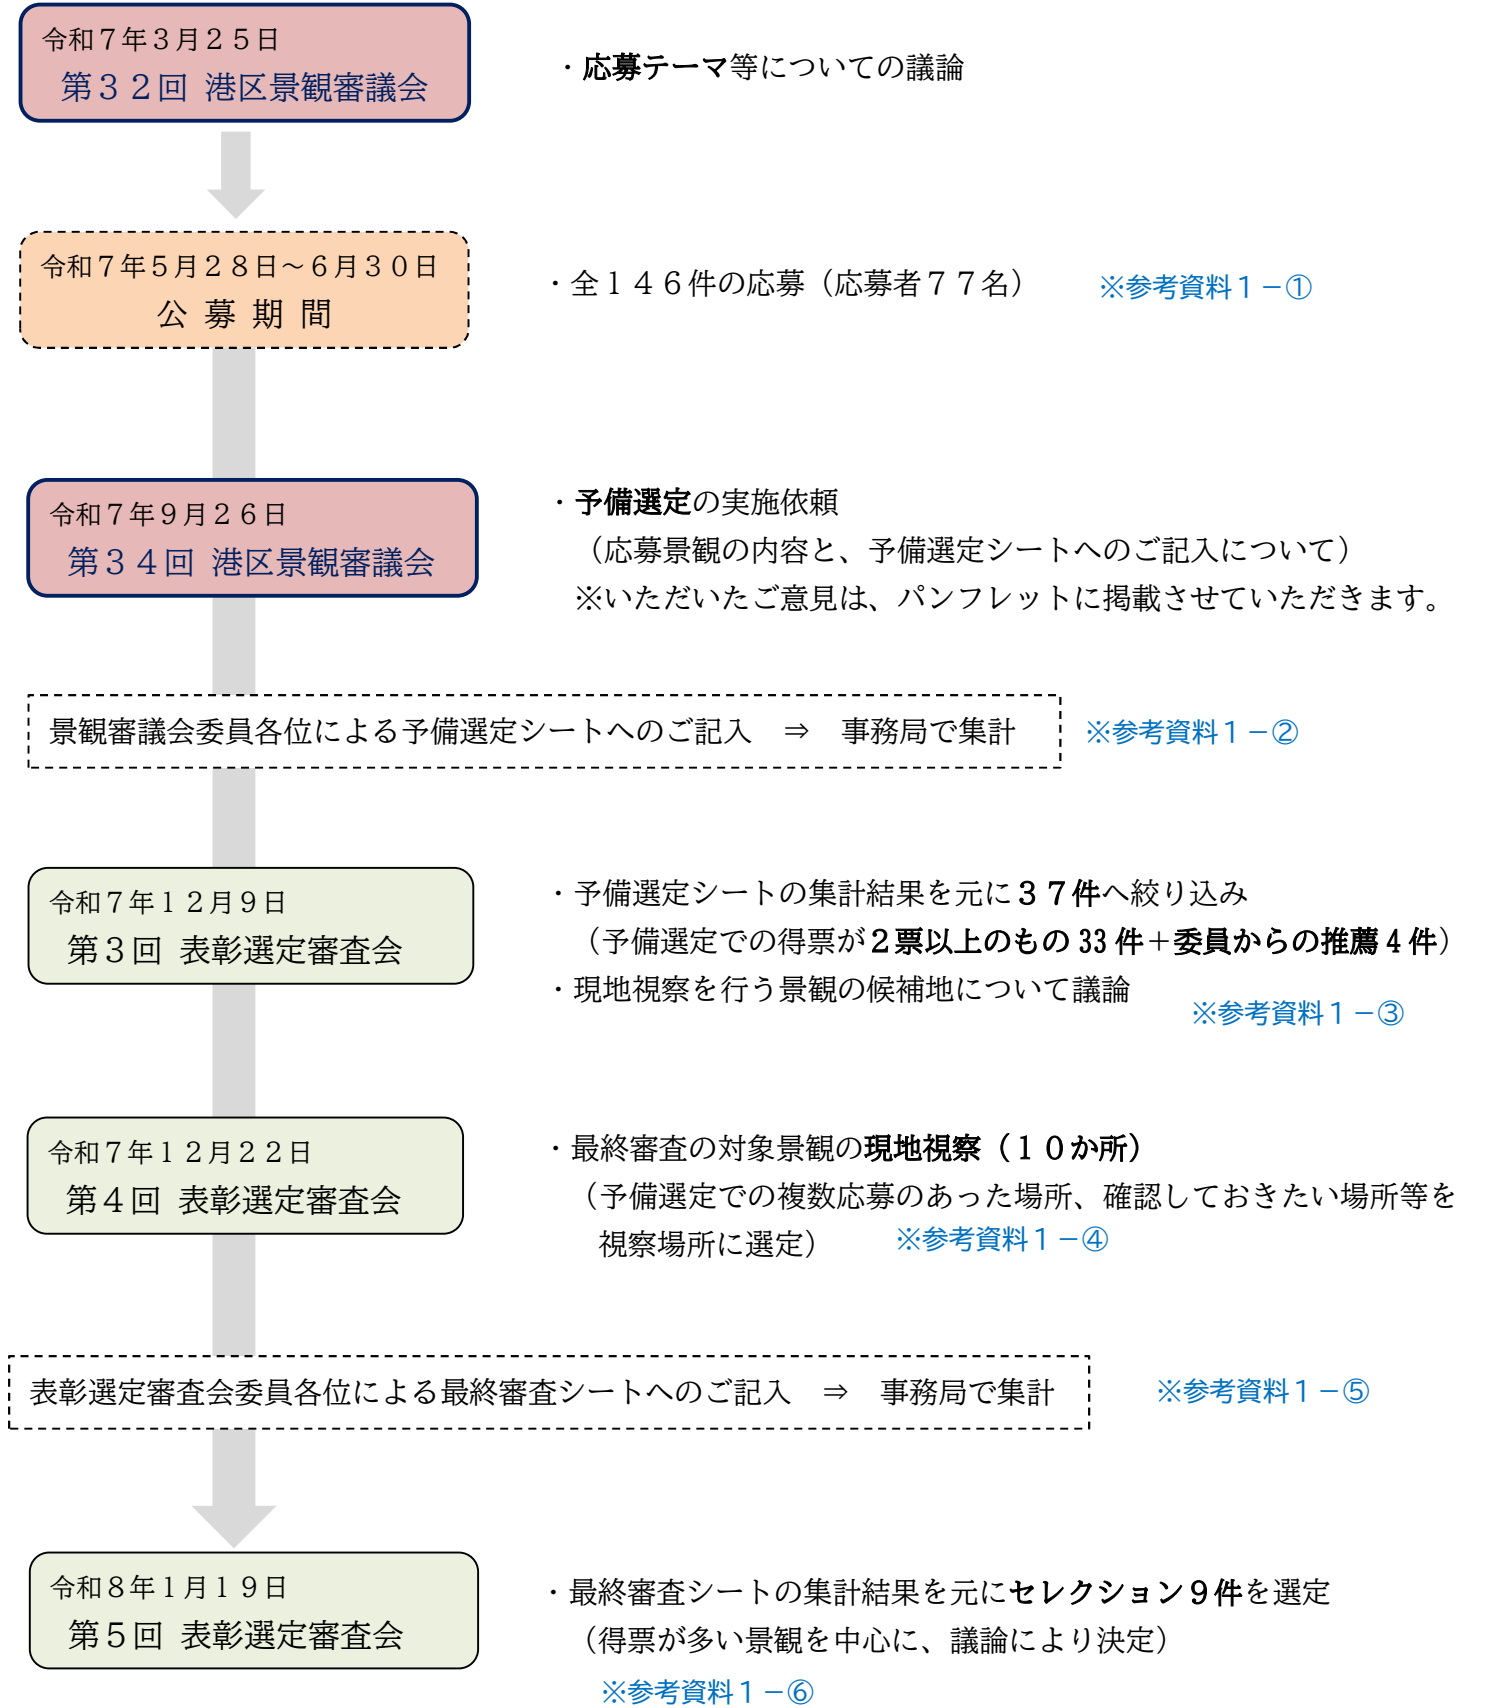 令和７年３月２５日
第３２回 港区景観審議会
・応募テーマ等についての議論
令和７年５月２８日～６月３０日
公 募 期 間
・全１４６件の応募（応募者７７名）
※参考資料１－①
令和７年９月２６日
第３４回 港区景観審議会
・予備選定の実施依頼
（応募景観の内容と、予備選定シートへのご記入について）
※いただいたご意見は、パンフレットに掲載させていただきます。
景観審議会委員各位による予備選定シートへのご記入　⇒　事務局で集計
※参考資料１－②
令和７年１２月９日
第３回 表彰選定審査会
・予備選定シートの集計結果を元に３７件へ絞り込み
（予備選定での得票が２票以上のもの 33 件＋委員からの推薦 4 件）
・現地視察を行う景観の候補地について議論
※参考資料１－③
令和７年１２月２２日
第４回 表彰選定審査会
・最終審査の対象景観の現地視察（１０か所）
（予備選定での複数応募のあった場所、確認しておきたい場所等を
視察場所に選定）
※参考資料１－④
表彰選定審査会委員各位による最終審査シートへのご記入　⇒　事務局で集計
※参考資料１－⑤
令和８年１月１９日
第５回 表彰選定審査会
・最終審査シートの集計結果を元にセレクション９件を選定
（得票が多い景観を中心に、議論により決定）
※参考資料１－⑥